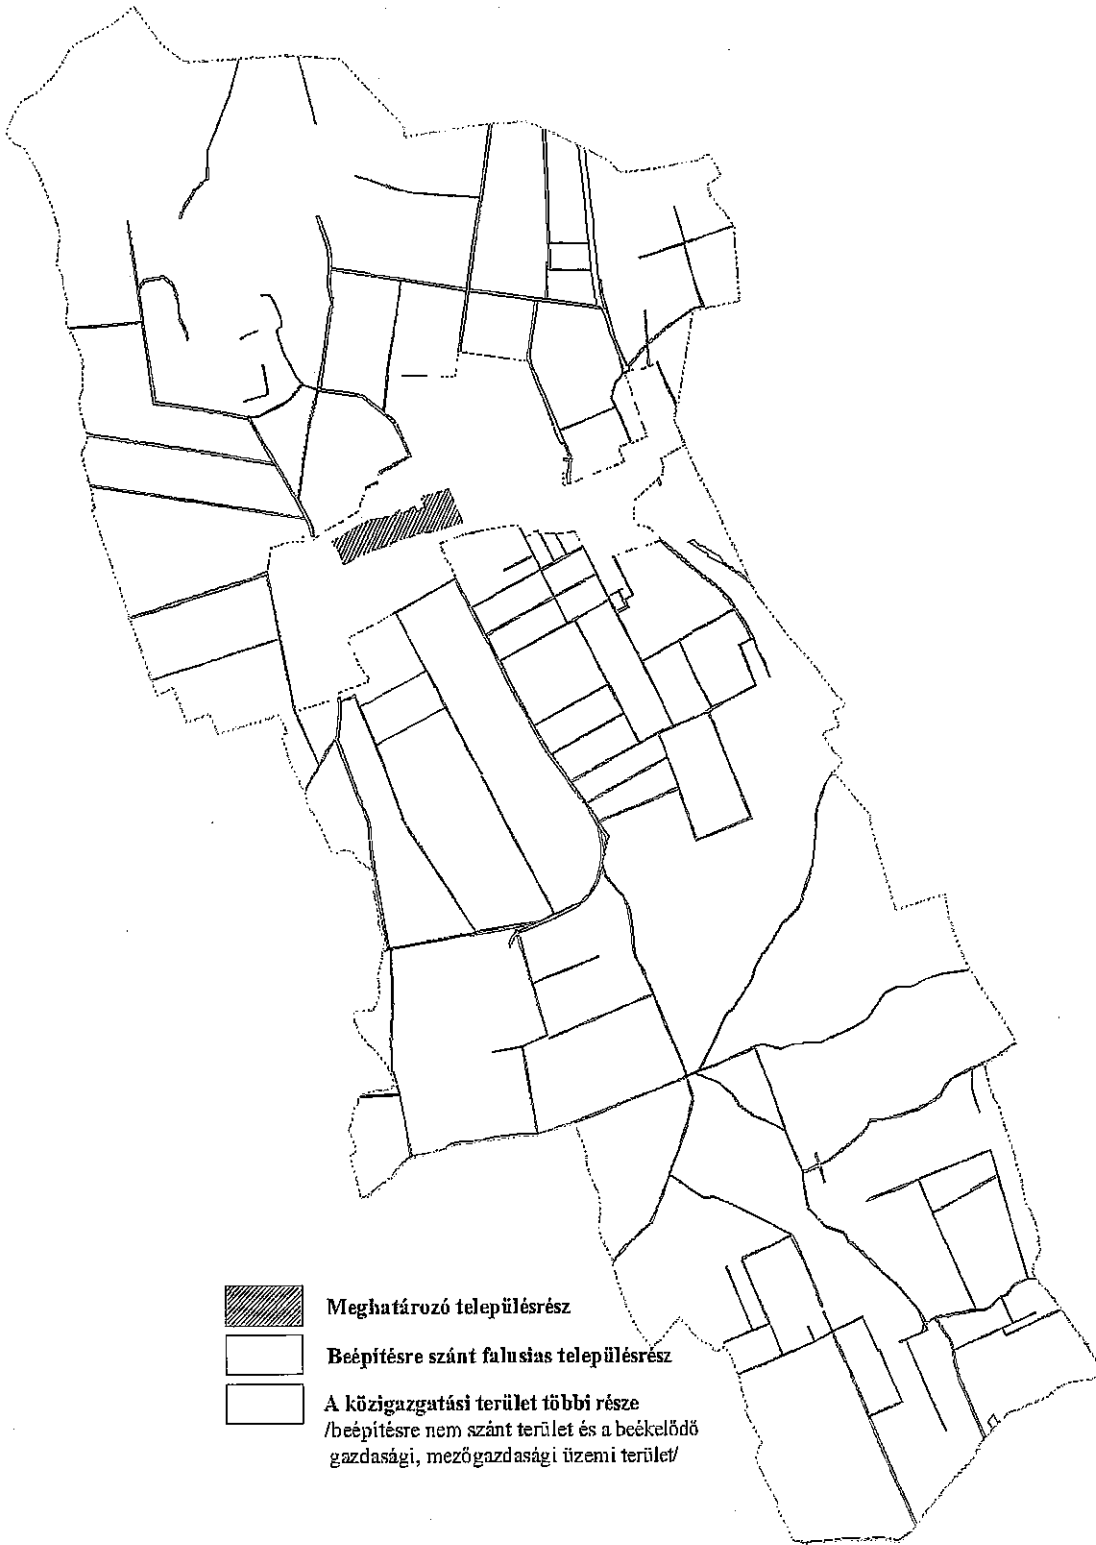 Meghatározó településrész
Beépítésre szánt falusias településrész
A közigazgatási terület többi része
/beépítésre nem szánt terület és a beékelődő
gazdasági, mezőgazdasági üzemi terület/